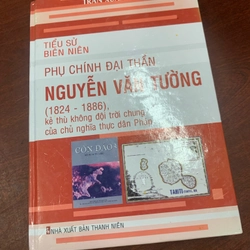 TIỂU SỬ
BIÊN NIÊN
PHỤ CHÍNH ĐẠI THẦN
NGUYỄN VĂN TƯỜNG
(1824 - 1886),
kẻ thù không đội trời chung
của chủ nghĩa thực dân Pháp
CÔN ĐẢO
TAHITI
NHÀ XUẤT BẢN THANH NIÊN